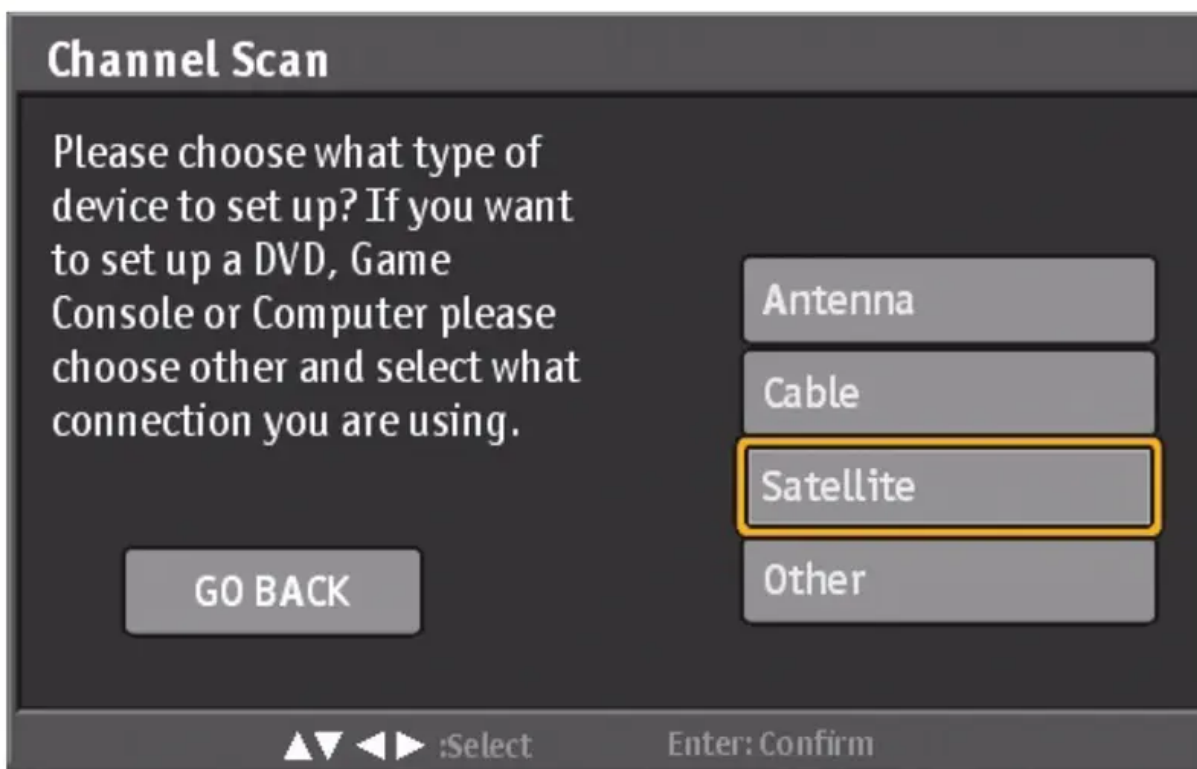 Channel Scan
Please choose what type of
device to set up? If you want
to set up a DVD, Game
Console or Computer please
choose other and select what
connection you are using.
GO BACK
Antenna
Cable
Satellite
Other
▲▼ ◀▶ :Select Enter: Confirm